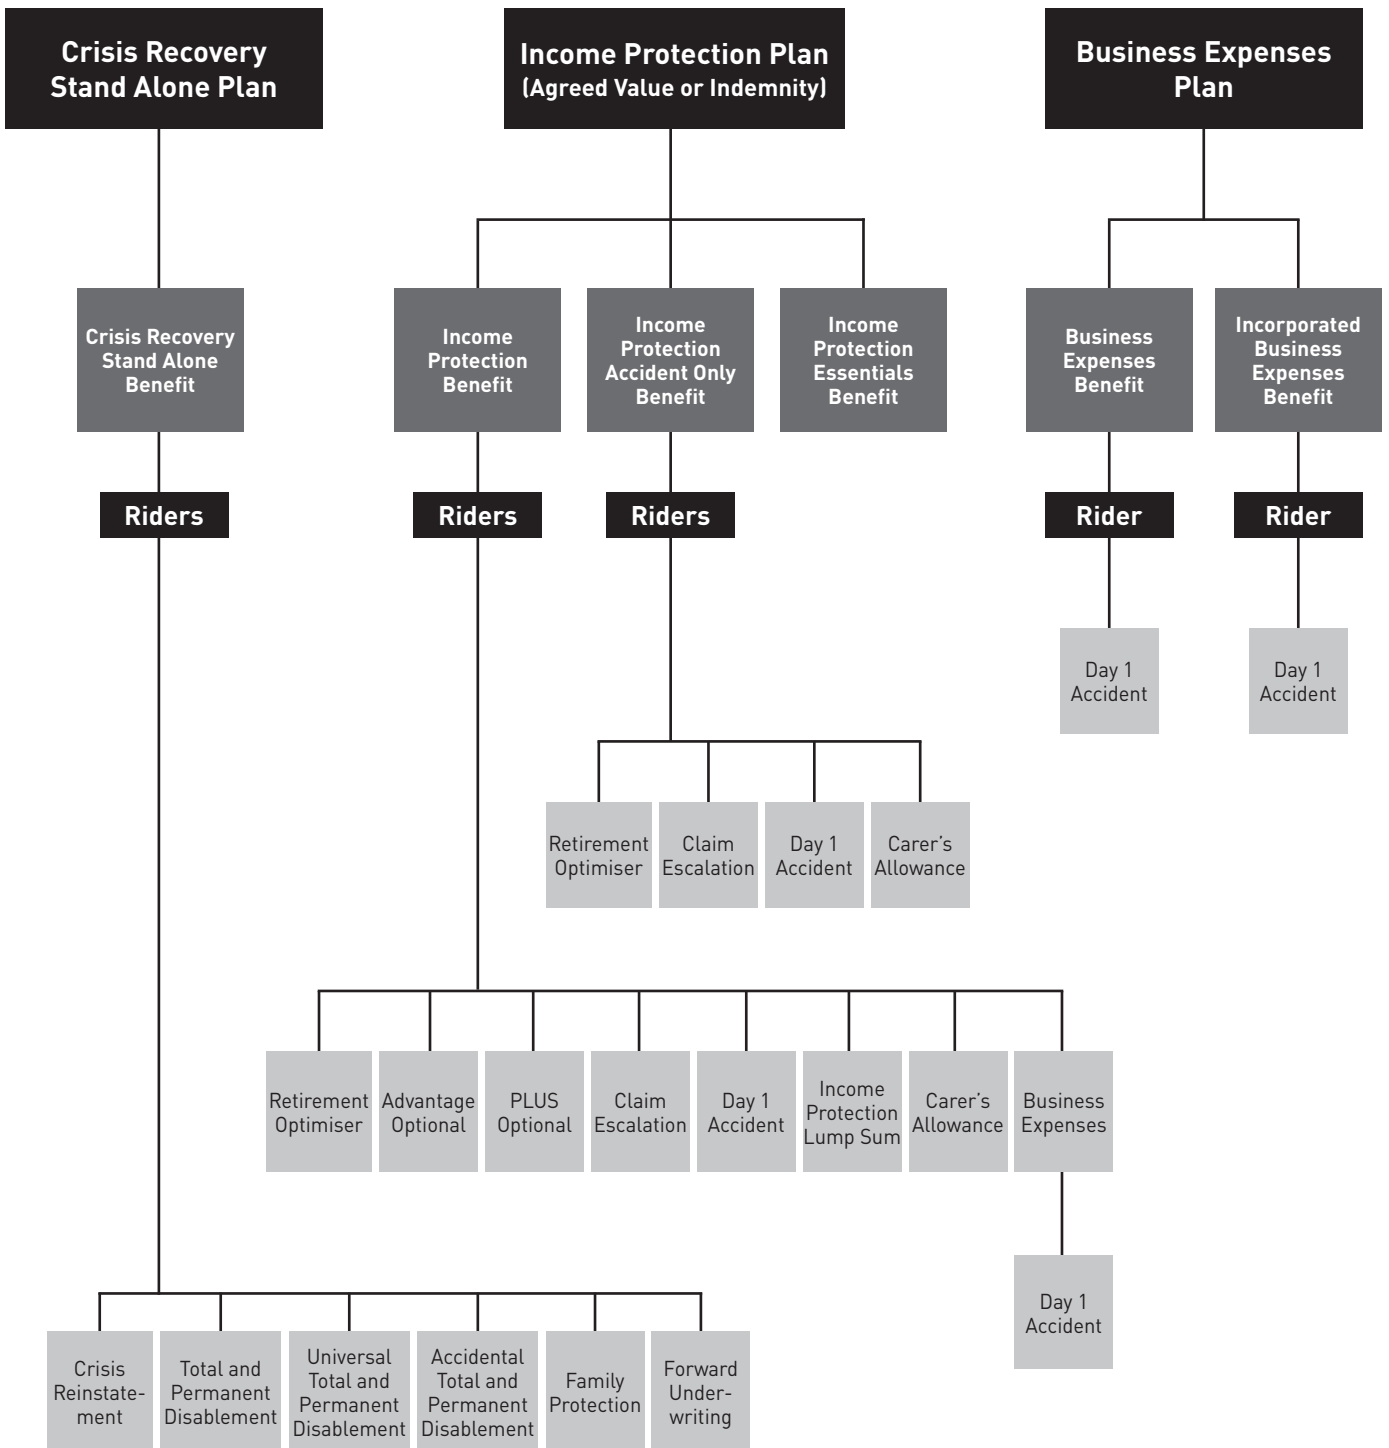 Crisis Recovery
Stand Alone Plan
Income Protection Plan
(Agreed Value or Indemnity)
Business Expenses
Plan
Crisis Recovery
Stand Alone
Benefit
Income
Protection
Benefit
Income
Protection
Accident Only
Benefit
Income
Protection
Essentials
Benefit
Business
Expenses
Benefit
Incorporated
Business
Expenses
Benefit
Riders
Riders
Riders
Rider
Rider
Day 1
Accident
Day 1
Accident
Retirement
Optimiser
Claim
Escalation
Day 1
Accident
Carer’s
Allowance
Retirement
Optimiser
Advantage
Optional
PLUS
Optional
Claim
Escalation
Day 1
Accident
Income
Protection
Lump Sum
Carer’s
Allowance
Business
Expenses
Day 1
Accident
Crisis
Reinstate-
ment
Total and
Permanent
Disablement
Universal
Total and
Permanent
Disablement
Accidental
Total and
Permanent
Disablement
Family
Protection
Forward
Under-
writing